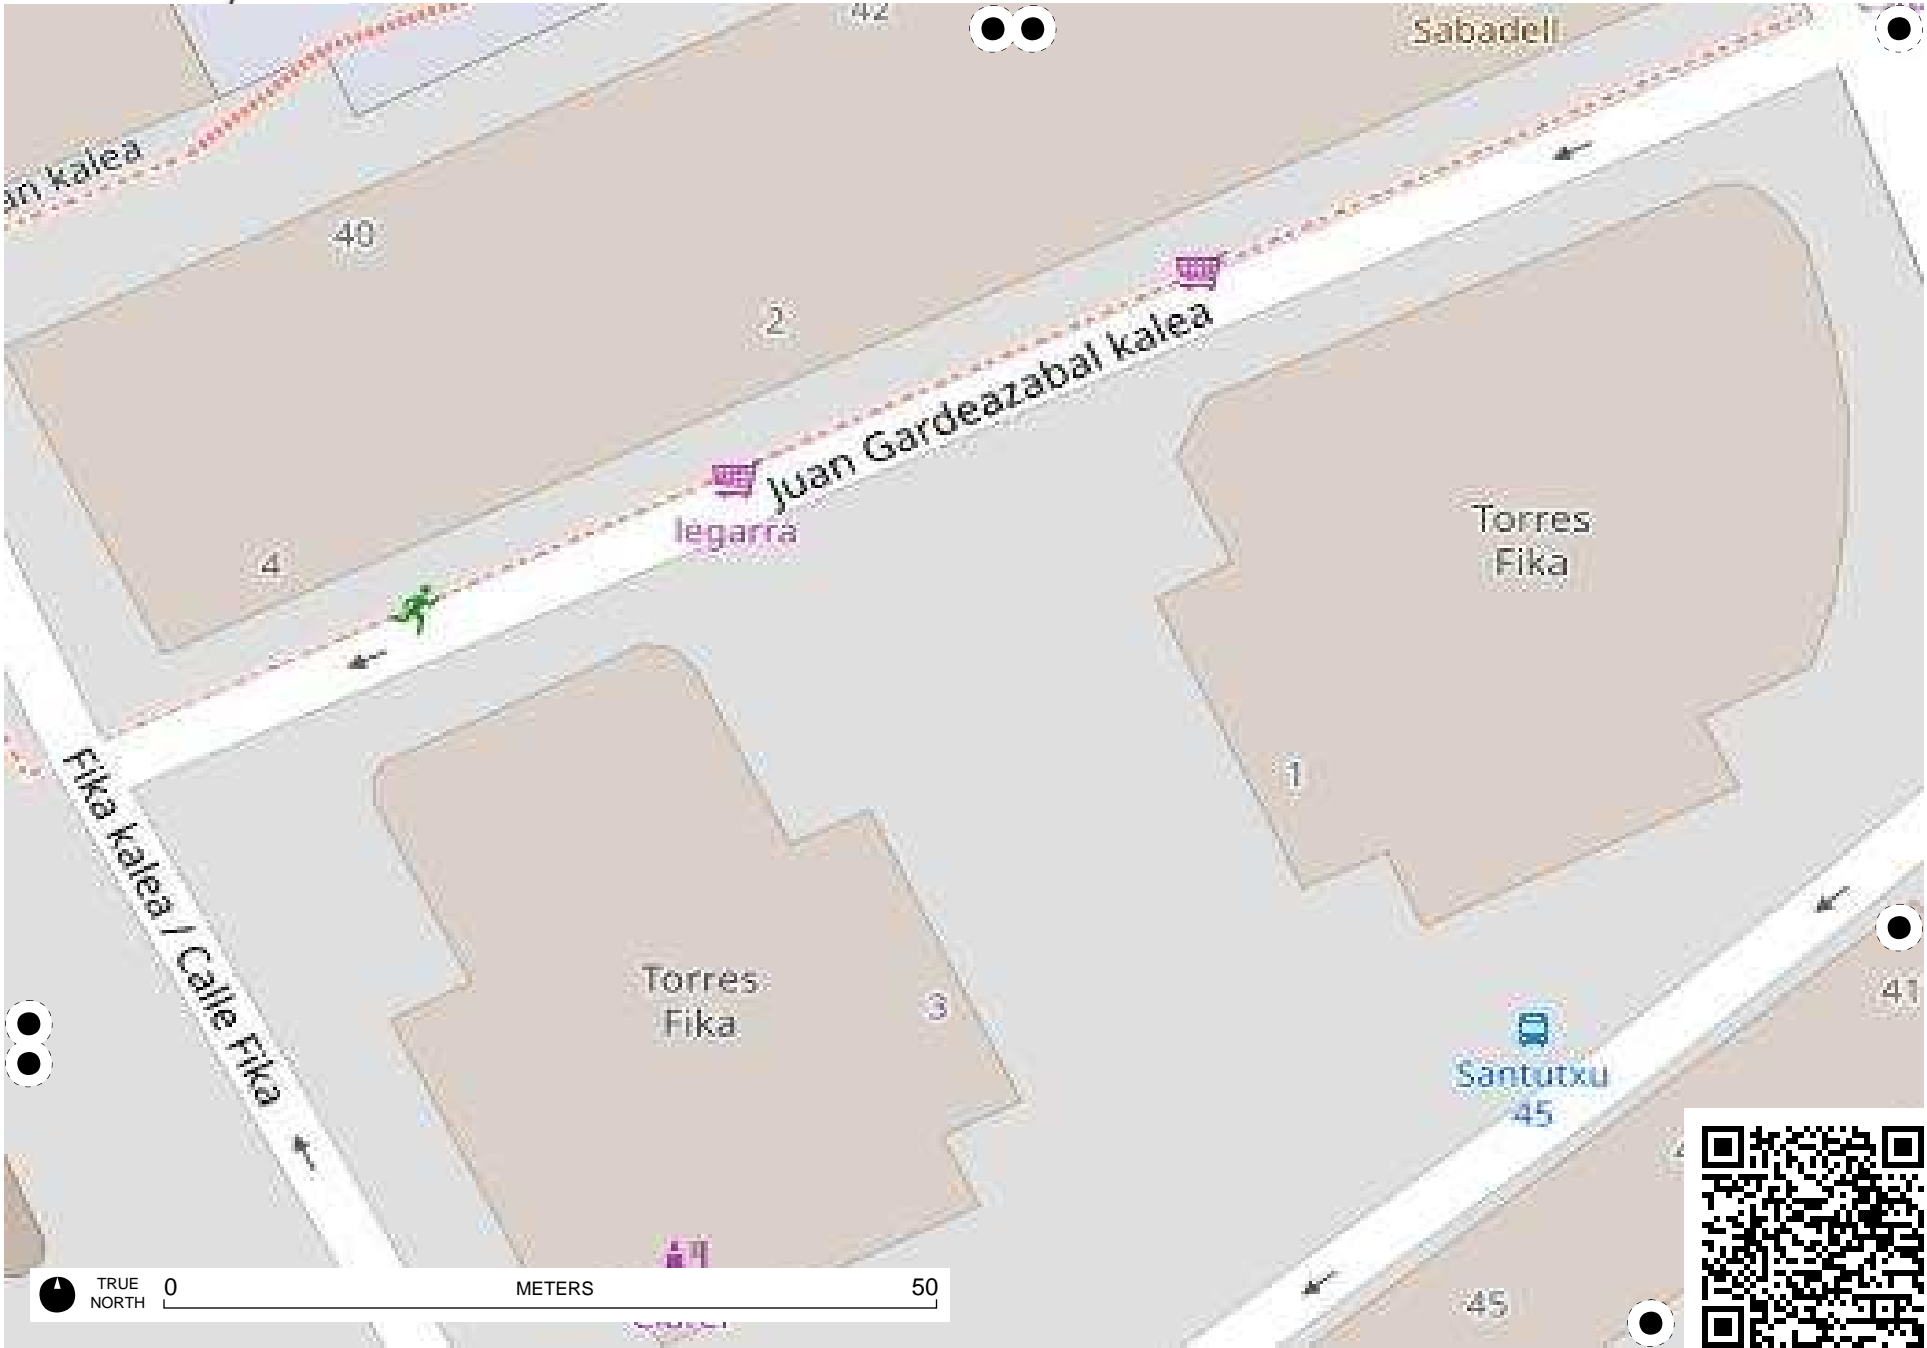 42
Sabadell
an kalea
40
2
Juan Gardeazabal kalea
legarra
4
Torres
Fika
1
Fika kalea / Calle Fika
Torres
Fika
3
41
Santutxu
45
45
TRUE
NORTH
0
METERS
50